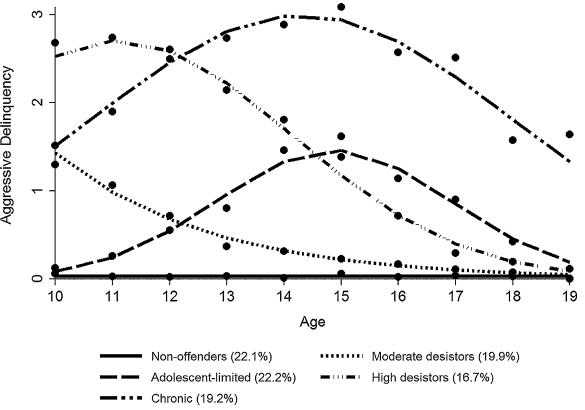 Aggressive Delinquency
3
2
1
0
10 11 12 13 14 15 16 17 18 19
Age
Non-offenders (22.1%) Moderate desistors (19.9%)
Adolescent-limited (22.2%) High desistors (16.7%)
Chronic (19.2%)